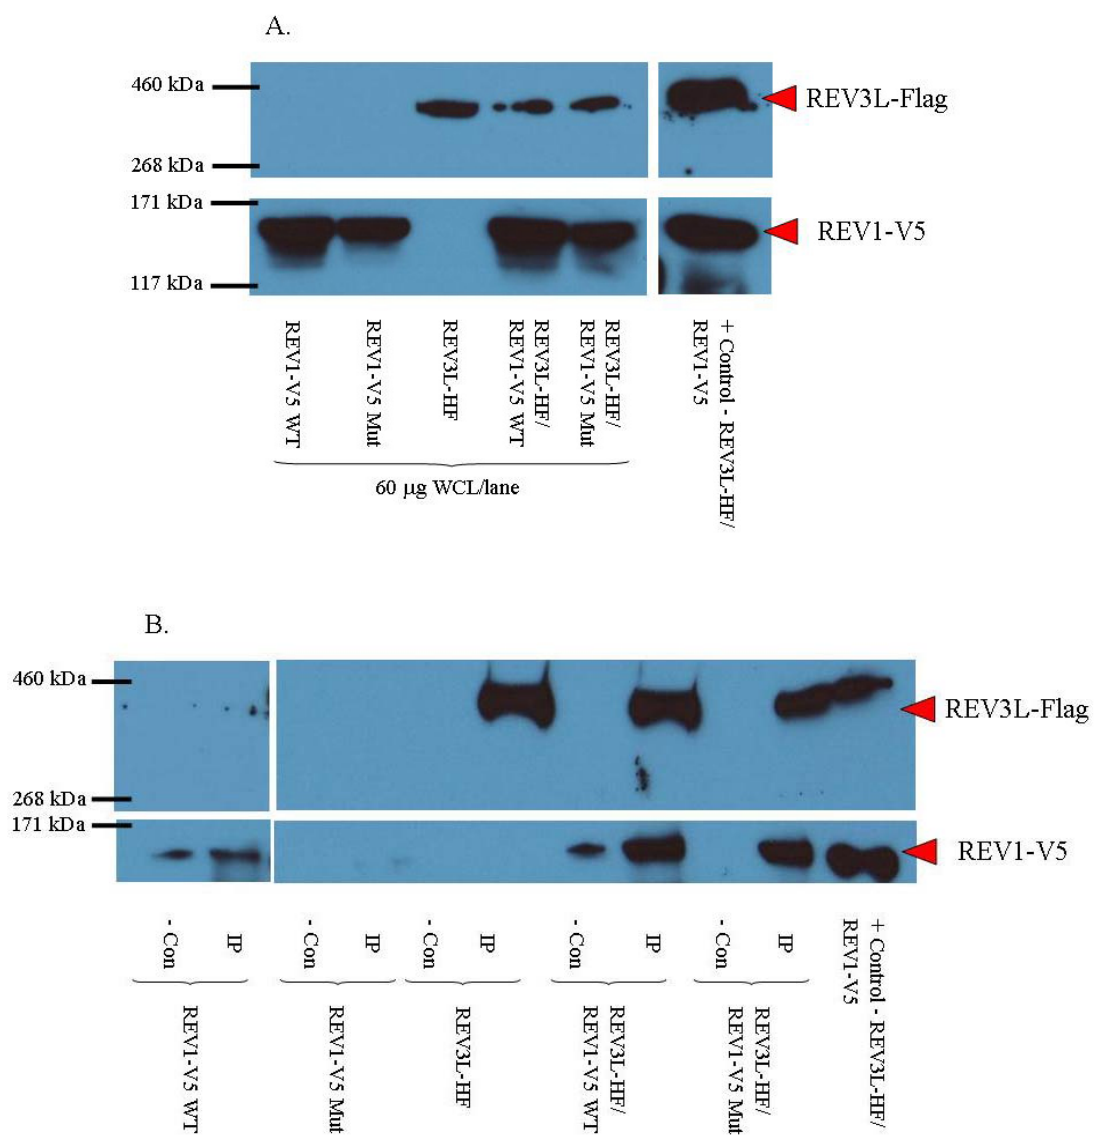 A.
460 kDa
REV3L-Flag
268 kDa
171 kDa
REV1-V5
117 kDa
REV1-V5 WT
REV1-V5 Mut
REV3L-HF
REV3L-HF/
REV1-V5 WT
REV3L-HF/
REV1-V5 Mut
+ Control - REV3L-HF/
REV1-V5
60 µg WCL/lane
B.
460 kDa
REV3L-Flag
268 kDa
171 kDa
REV1-V5
- Con
IP
- Con
IP
- Con
IP
- Con
IP
- Con
IP
+ Control - REV3L-HF/
REV1-V5
REV1-V5 WT
REV1-V5 Mut
REV3L-HF
REV3L-HF/
REV1-V5 WT
REV3L-HF/
REV1-V5 Mut